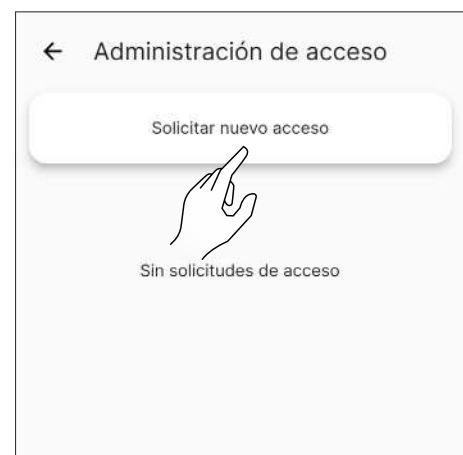 Administración de acceso
Solicitar nuevo acceso
Sin solicitudes de acceso